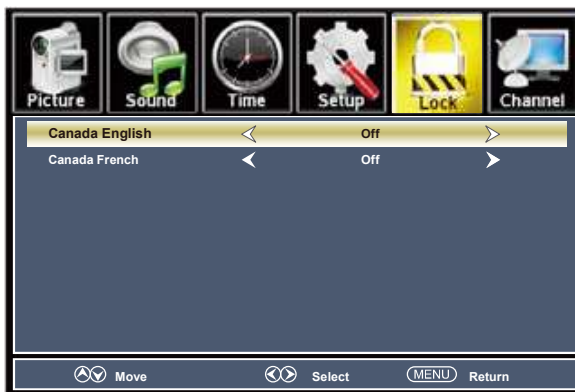 Picture Sound Time Setup Lock Channel
Canada English Off
Canada French Off
Move Select MENU Return